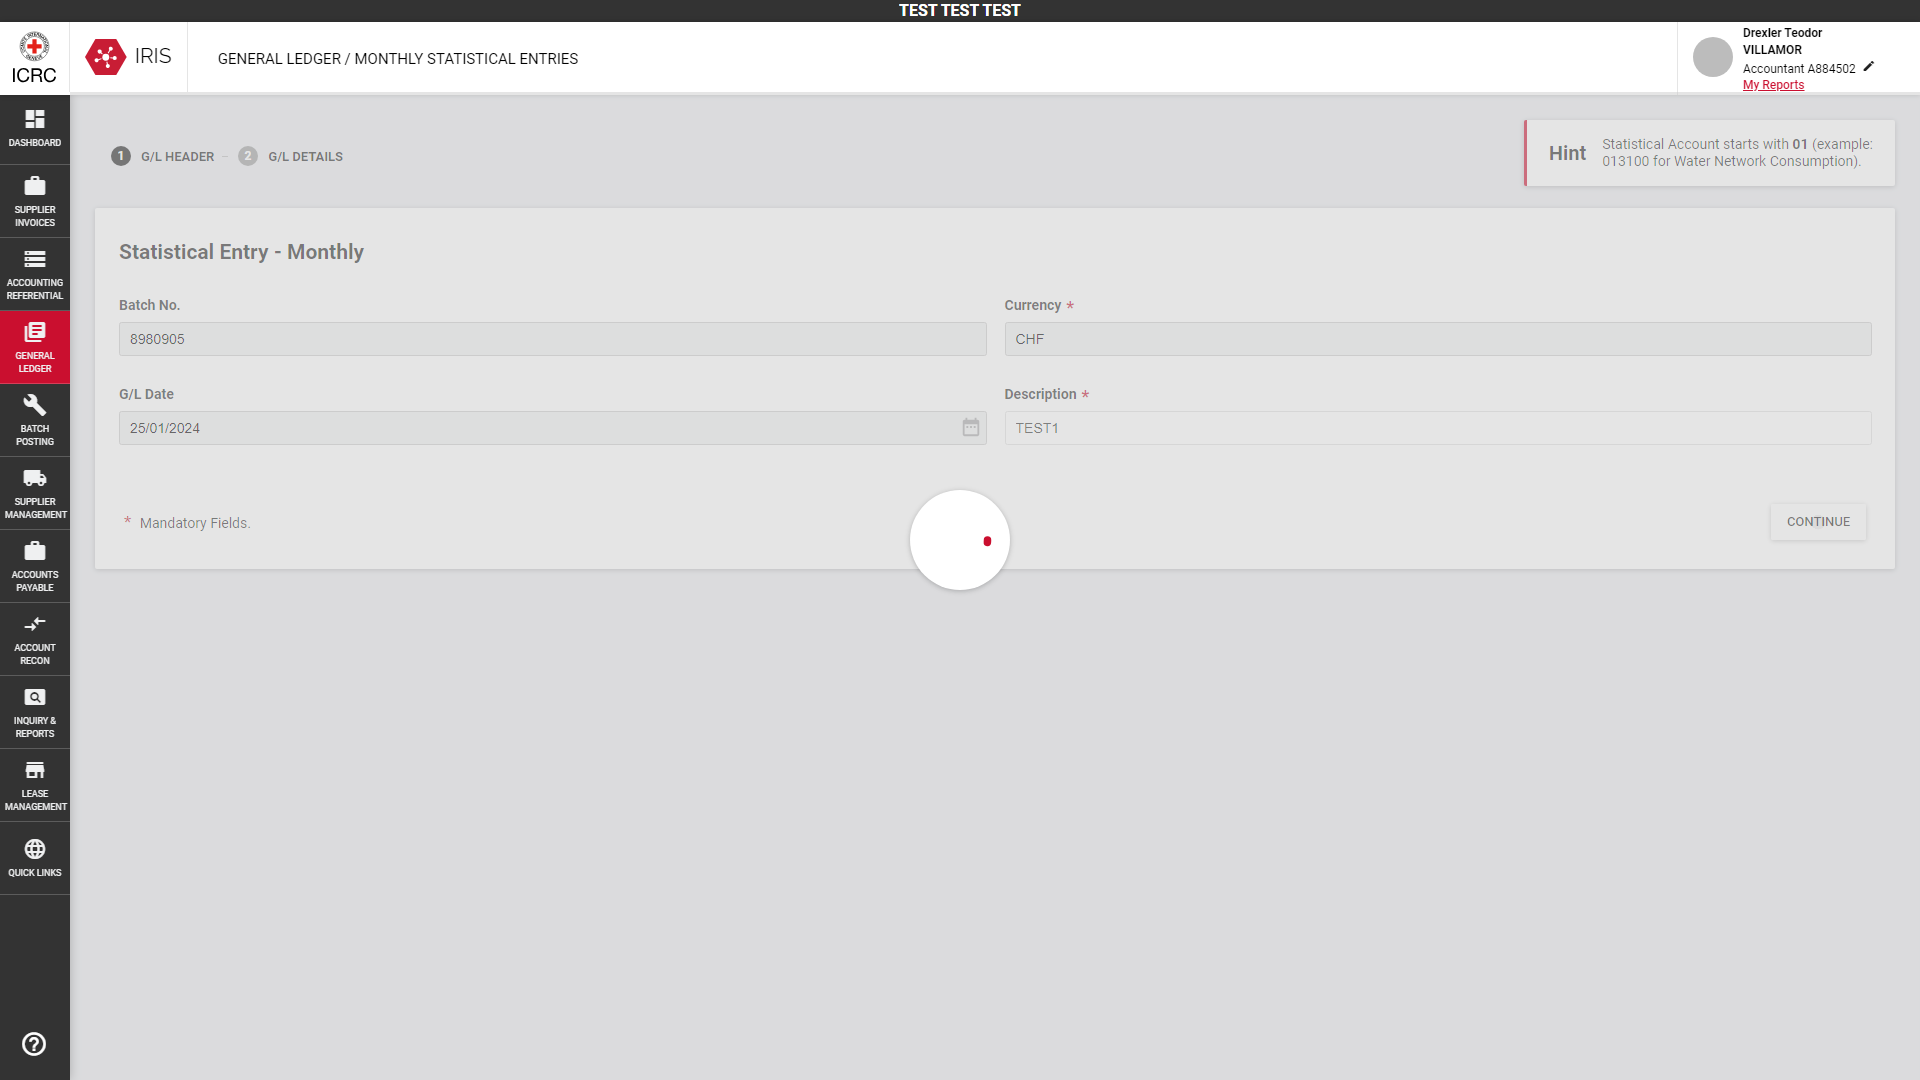 TEST TEST TEST
ICRC
IRIS
GENERAL LEDGER / MONTHLY STATISTICAL ENTRIES
Drexler Teodor
VILLAMOR
Accountant A884502
My Reports
DASHBOARD
SUPPLIER
INVOICES
ACCOUNTING
REFERENTIAL
GENERAL
LEDGER
BATCH
POSTING
SUPPLIER
MANAGEMENT
ACCOUNTS
PAYABLE
ACCOUNT
RECON
INQUIRY &
REPORTS
LEASE
MANAGEMENT
QUICK LINKS
1 G/L HEADER – 2 G/L DETAILS
Hint
Statistical Account starts with 01 (example:
013100 for Water Network Consumption).
Statistical Entry - Monthly
Batch No.
8980905
Currency *
CHF
G/L Date
25/01/2024
Description *
TEST1
* Mandatory Fields.
CONTINUE